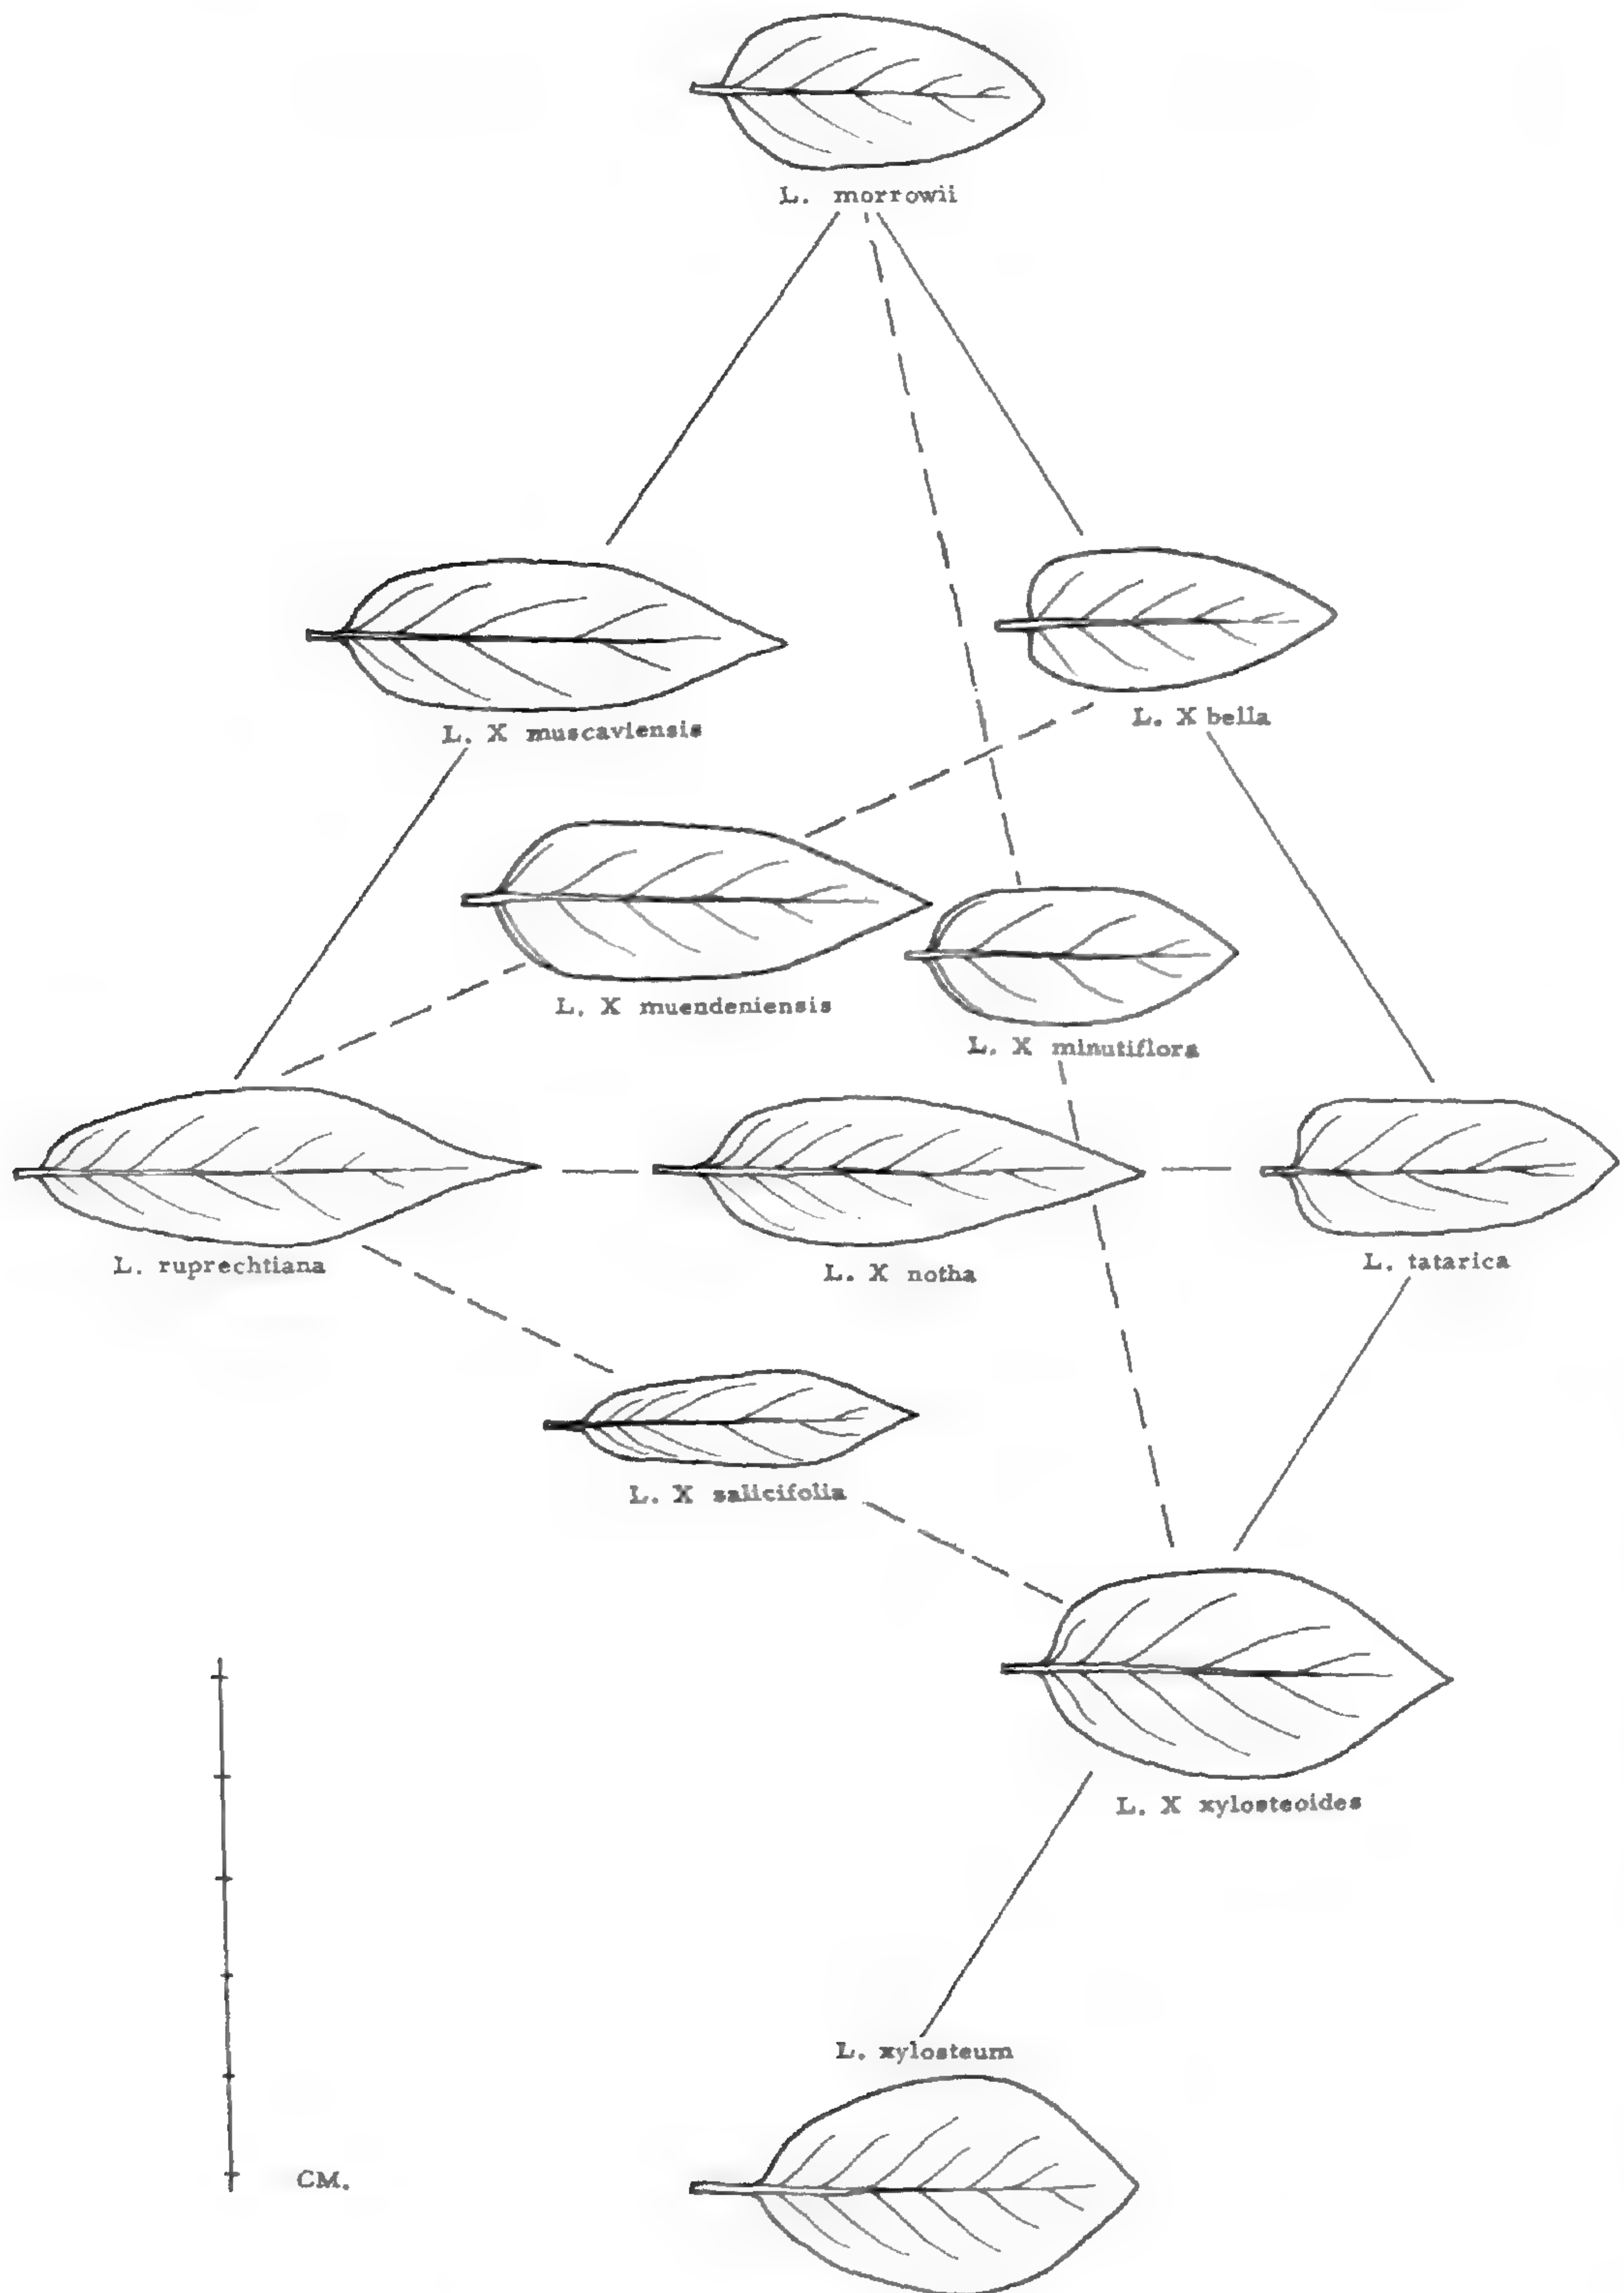 L. morrowii
L. X muscaviensis
L. X bella
L. X muendeniensis
L. X minutiflora
L. ruprechtiana
L. X notha
L. tatarica
L. X salicifolia
L. X xylosteoides
L. xylosteum
CM.